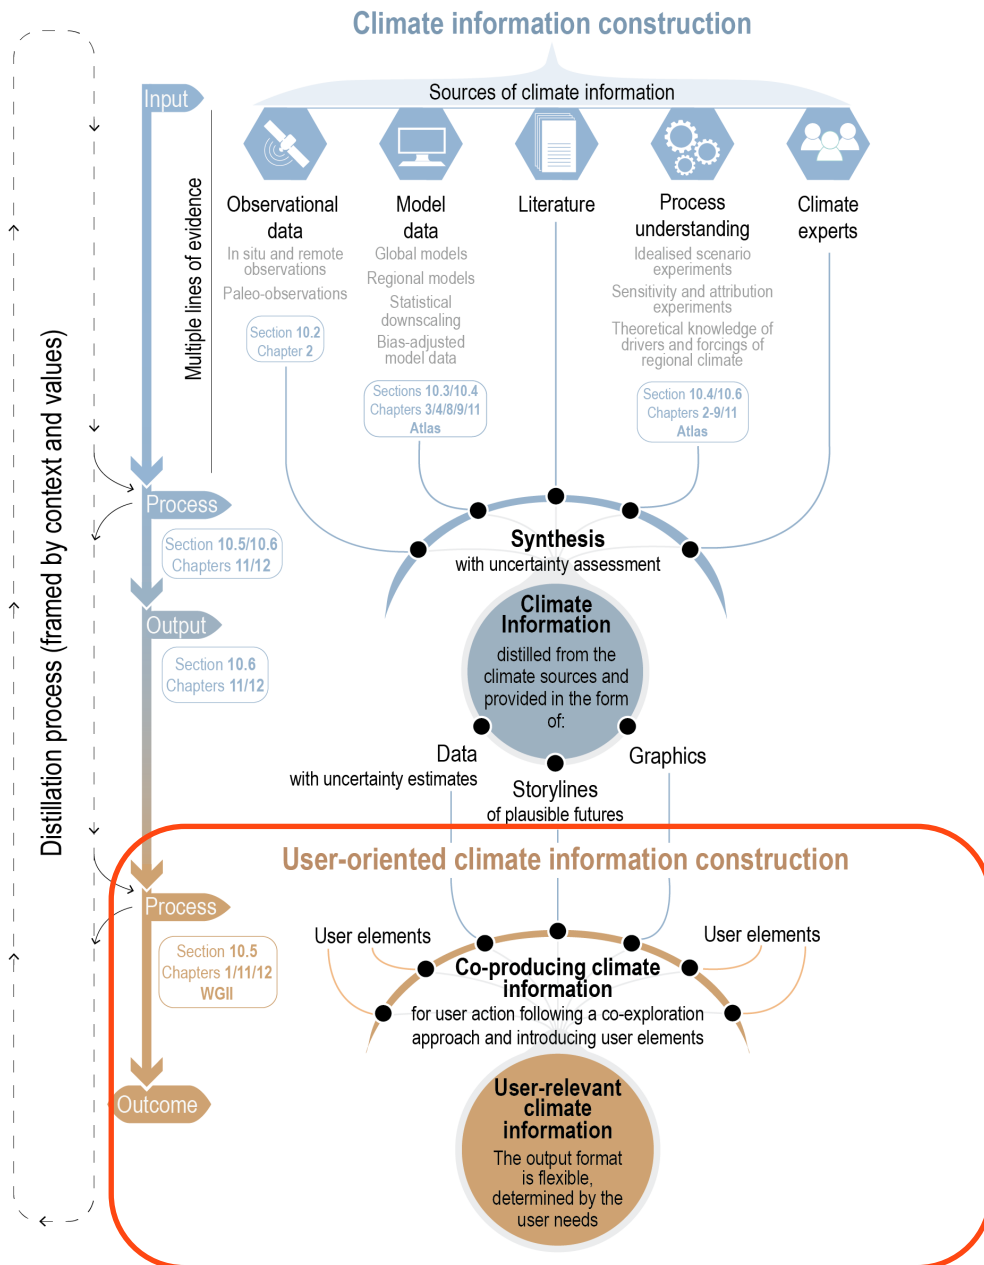 Climate information construction
Sources of climate information
Input
Multiple lines of evidence
Observational
data
In situ and remote
observations
Paleo-observations
Section 10.2
Chapter 2
Model
data
Global models
Regional models
Statistical
downscaling
Bias-adjusted
model data
Sections 10.3/10.4
Chapters 3/4/8/9/11
Atlas
Literature
Process
understanding
Idealised scenario
experiments
Sensitivity and attribution
experiments
Theoretical knowledge of
drivers and forcings of
regional climate
Section 10.4/10.6
Chapters 2-9/11
Atlas
Climate
experts
Distillation process (framed by context and values)
Process
Section 10.5/10.6
Chapters 11/12
Synthesis
with uncertainty assessment
Output
Section 10.6
Chapters 11/12
Climate
Information
distilled from the
climate sources and
provided in the form
of:
Data
with uncertainty estimates
Storylines
of plausible futures
Graphics
User-oriented climate information construction
Process
Section 10.5
Chapters 1/11/12
WGII
User elements
User elements
Co-producing climate
information
for user action following a co-exploration
approach and introducing user elements
Outcome
User-relevant
climate
information
The output format
is flexible,
determined by the
user needs